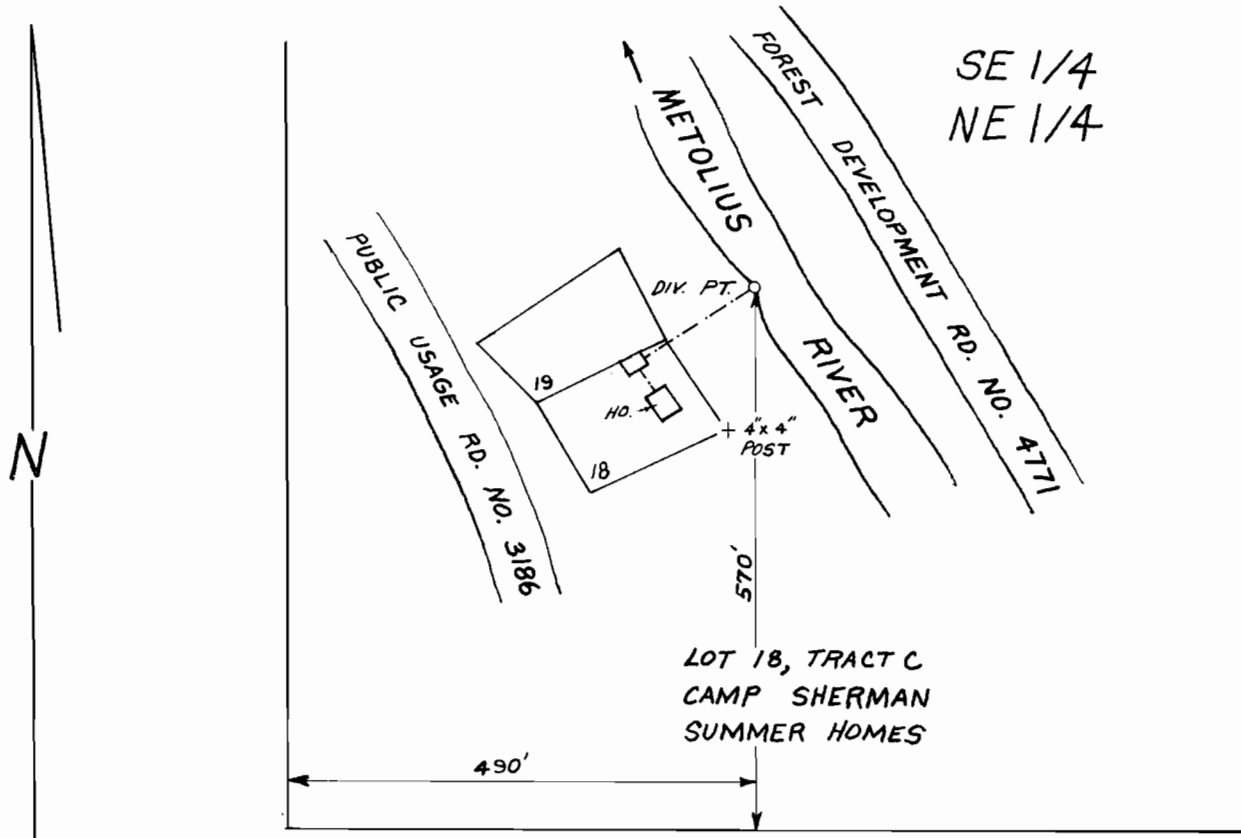 SE 1/4
NE 1/4
FOREST DEVELOPMENT RD. NO. 4771
METOLIUS
RIVER
PUBLIC USAGE RD. NO. 3186
DIV. PT.
19
HO.
4"x 4"
POST
18
570'
LOT 18, TRACT C
CAMP SHERMAN
SUMMER HOMES
490'
N